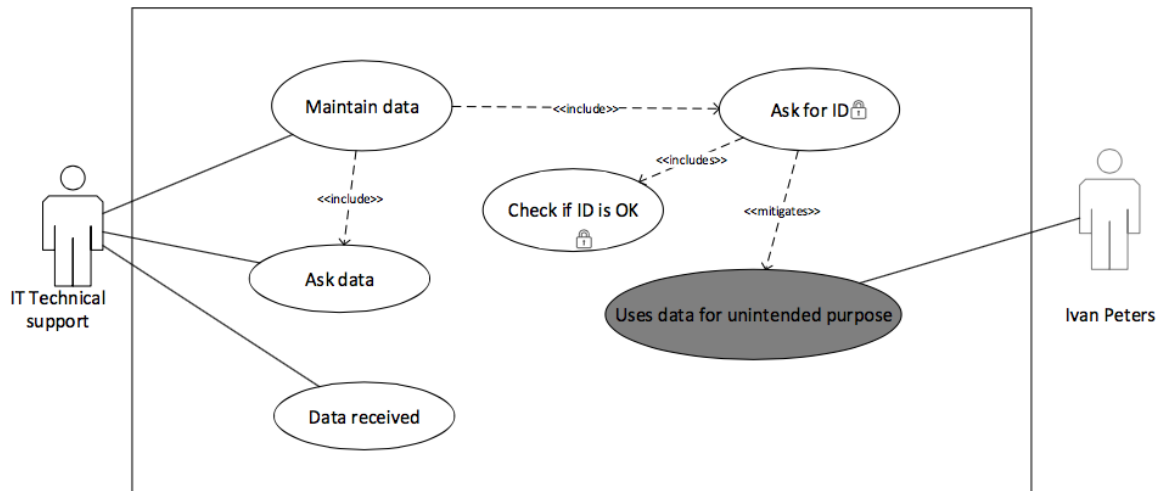 Maintain data
<<include>>
Ask for ID
<<includes>>
<<include>>
Check if ID is OK
<<mitigates>>
Ask data
IT Technical
support
Uses data for unintended purpose
Ivan Peters
Data received